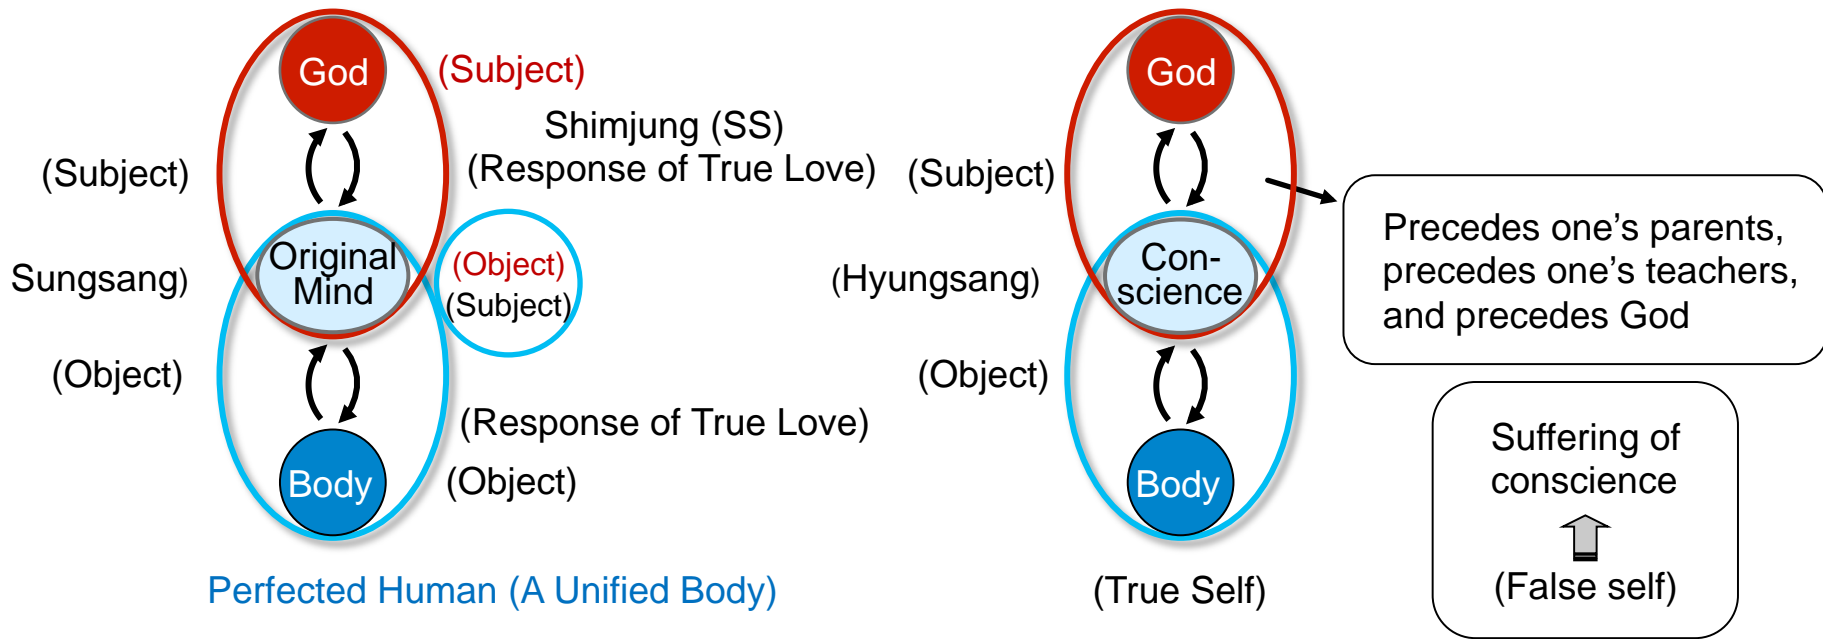 God
(Subject)
Shimjung (SS)
(Subject)
(Response of True Love)
Original
Mind
Sungsang)
(Object)
(Subject)
(Object)
(Response of True Love)
Body
(Object)
Perfected Human (A Unified Body)
God
(Subject)
Con-
science
(Hyungsang)
(Object)
Body
(True Self)
Precedes one’s parents,
precedes one’s teachers,
and precedes God
Suffering of
conscience
(False self)